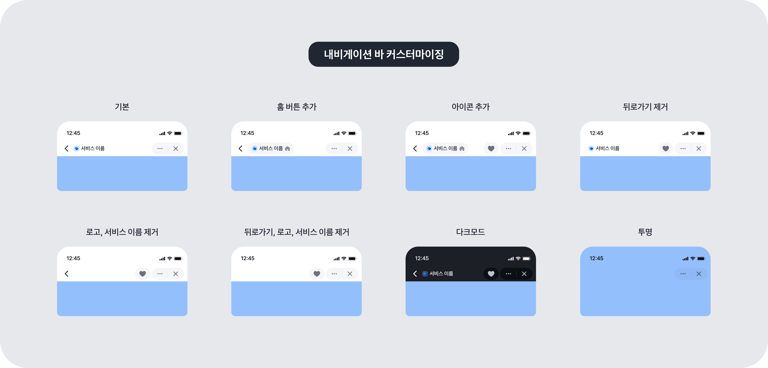 내비게이션 바 커스터마이징
기본
홈 버튼 추가
아이콘 추가
뒤로가기 제거
12:45
12:45
12:45
12:45
서비스 이름
서비스 이름
서비스 이름
서비스 이름
로고, 서비스 이름 제거
뒤로가기, 로고, 서비스 이름 제거
다크모드
투명
12:45
12:45
12:45
12:45
서비스 이름